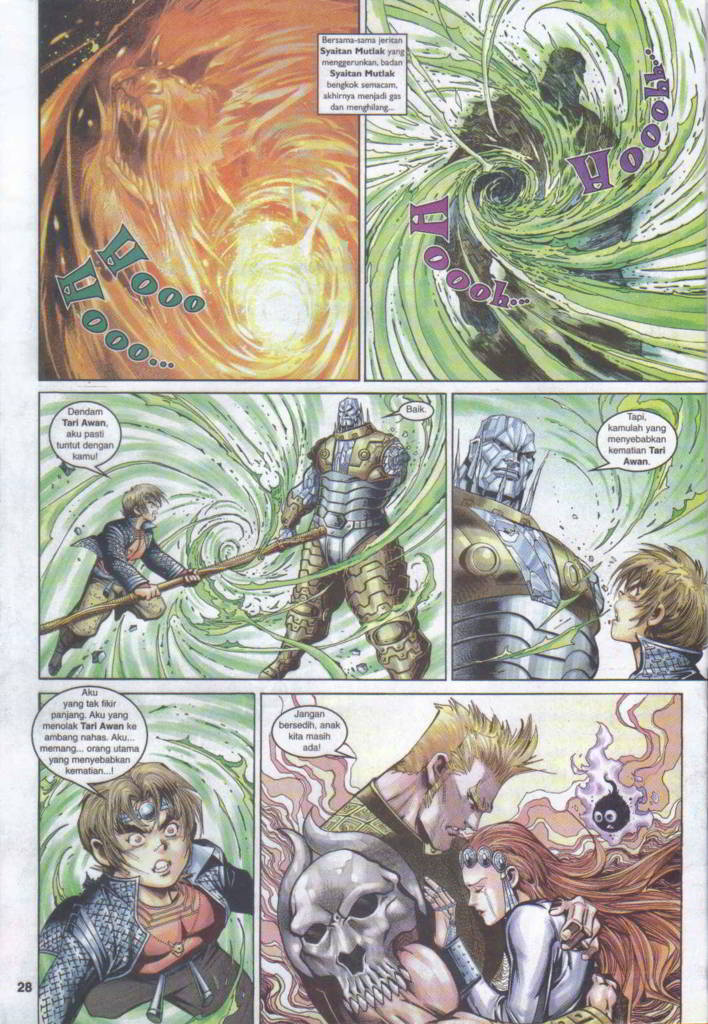 Bersama-sama jeritan
Syaitan Mutlak yang
menggerunkan, badan
Syaitan Mutlak
bengkok semacam,
akhirnya menjadi gas
dan menghilang...
Hooo
Hooo...
Hooohh...
Aoooh...
Dendam
Tari Awan,
aku pasti
tuntut dengan
kamu!
Baik.
Tapi,
kamulah yang
menyebabkan
kematian Tari
Awan.
Aku
yang tak fikir
panjang. Aku yang
menolak Tari Awan ke
ambang nahas. Aku...
memang... orang utama
yang menyebabkan
kematian...!
Jangan
bersedih, anak
kita masih
ada!
28